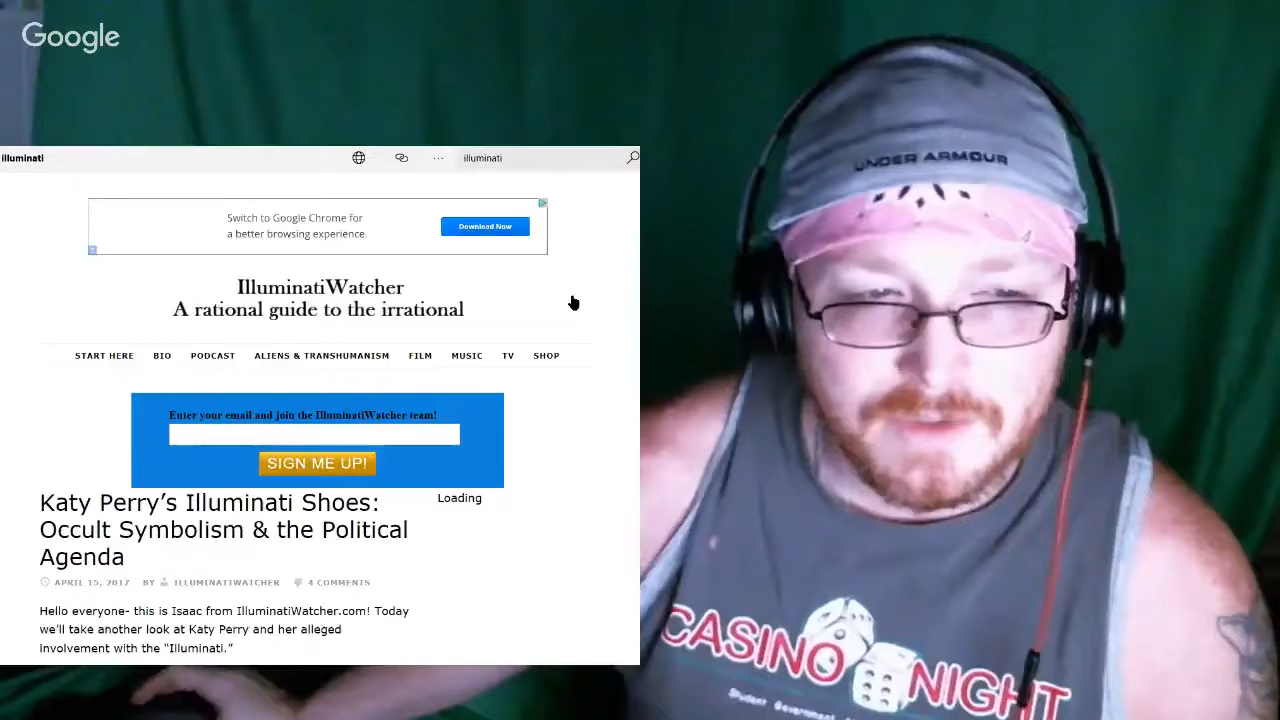 Google
illuminati
illuminati
Switch to Google Chrome for
a better browsing experience.
Download Now
IlluminatiWatcher
A rational guide to the irrational
START HERE BIO PODCAST ALIENS & TRANSHUMANISM FILM MUSIC TV SHOP
Enter your email and join the IlluminatiWatcher team!
SIGN ME UP!
Katy Perry’s Illuminati Shoes:
Occult Symbolism & the Political
Agenda
Loading
APRIL 15, 2017 BY ILLUMINATIWATCHER 4 COMMENTS
Hello everyone- this is Isaac from IlluminatiWatcher.com! Today
we’ll take another look at Katy Perry and her alleged
involvement with the “Illuminati.”
UNDER ARMOUR
CASINO NIGHT
Student Government